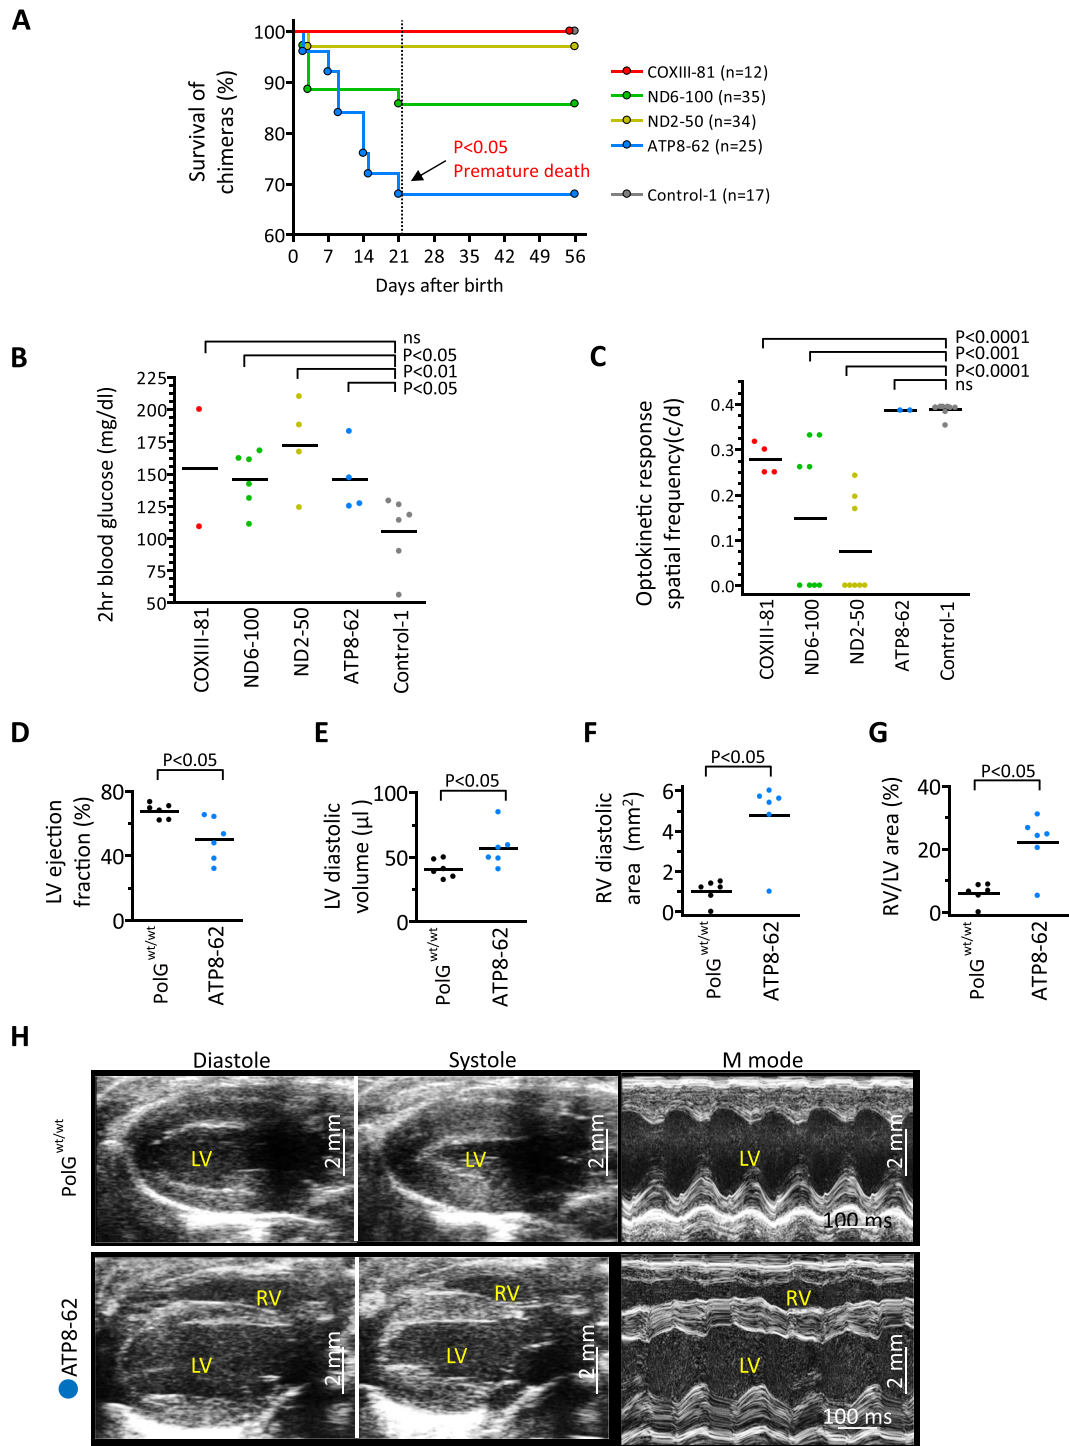 A
100
90
80
70
60
Survival of
chimeras (%)
0 7 14 21 28 35 42 49 56
Days after birth
P<0.05
Premature death
COXIII-81 (n=12)
ND6-100 (n=35)
ND2-50 (n=34)
ATP8-62 (n=25)
Control-1 (n=17)
B
ns
P<0.05
P<0.01
P<0.05
225
200
175
150
125
100
75
50
2hr blood glucose (mg/dl)
COXIII-81
ND6-100
ND2-50
ATP8-62
Control-1
C
P<0.0001
P<0.001
P<0.0001
ns
0.4
0.3
0.2
0.1
0.0
Optokinetic response
spatial frequency(c/d)
COXIII-81
ND6-100
ND2-50
ATP8-62
Control-1
D
P<0.05
80
40
0
LV ejection
fraction (%)
PolG wt/wt
ATP8-62
E
P<0.05
100
50
0
LV diastolic
volume (µl)
PolG wt/wt
ATP8-62
F
P<0.05
6
4
2
0
RV diastolic
area (mm²)
PolG wt/wt
ATP8-62
G
P<0.05
40
20
0
RV/LV area (%)
PolG wt/wt
ATP8-62
H
Diastole
Systole
M mode
PolG wt/wt
LV
2 mm
LV
2 mm
LV
2 mm
100 ms
ATP8-62
RV
LV
2 mm
RV
LV
2 mm
RV
LV
2 mm
100 ms